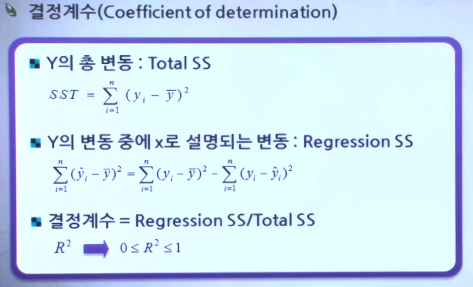 결정계수(Coefficient of determination)
Y의 총 변동 : Total SS
SST = \sum_{i=1}^{n} (y_i - \overline{y})^2
Y의 변동 중에 x로 설명되는 변동 : Regression SS
\sum_{i=1}^{n} (\hat{y}_i - \overline{y})^2 = \sum_{i=1}^{n} (y_i - \overline{y})^2 - \sum_{i=1}^{n} (y_i - \hat{y}_i)^2
결정계수 = Regression SS/Total SS
R^2 ➡ 0 ≤ R^2 ≤ 1